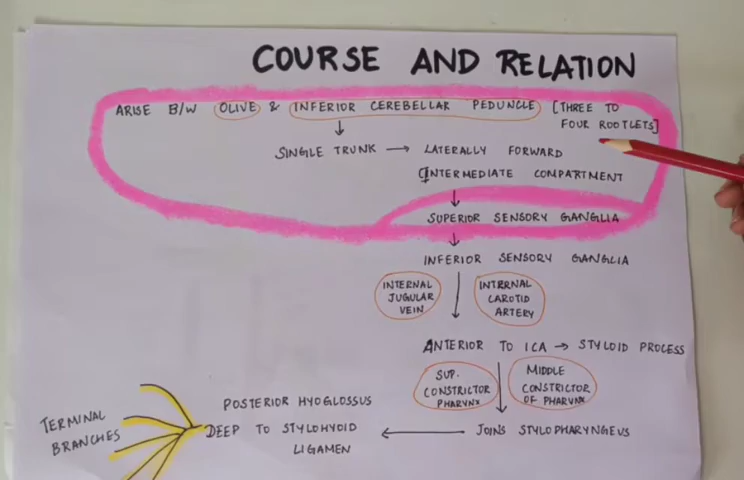 COURSE AND RELATION
ARISE B/W OLIVE & INFERIOR CEREBELLAR PEDUNCLE [THREE TO
FOUR ROOTLETS]
SINGLE TRUNK → LATERALLY FORWARD
INTERMEDIATE COMPARTMENT
SUPERIOR SENSORY GANGLIA
INFERIOR SENSORY GANGLIA
INTERNAL
JUGULAR
VEIN
INTERNAL
CAROTID
ARTERY
ANTERIOR TO ICA → STYLOID PROCESS
SUP.
CONSTRICTOR
PHARYNX
MIDDLE
CONSTRICTOR
OF PHARYNX
JOINS STYLOPHARYNGEUS
POSTERIOR HYOGLOSSUS
DEEP TO STYLOHYOID
LIGAMEN
TERMINAL
BRANCHES